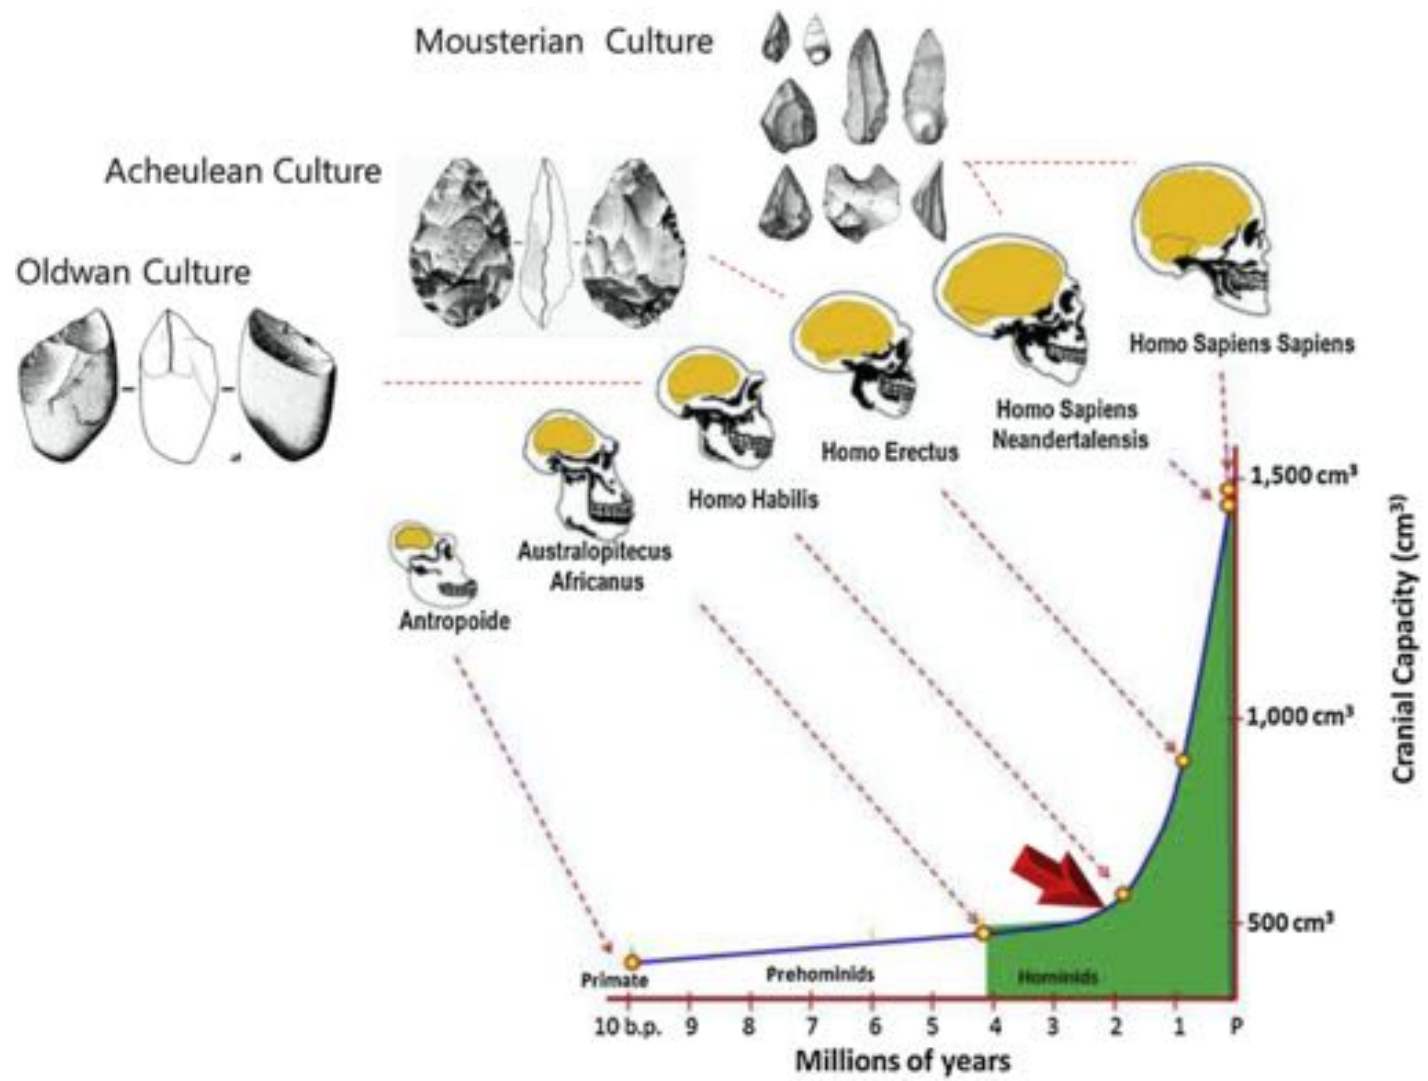 Mousterian Culture
Acheulean Culture
Oldwan Culture
Homo Sapiens Sapiens
Homo Sapiens
Neandertalensis
Homo Erectus
Homo Habilis
Australopitecus
Africanus
Antropoide
1,500 cm³
1,000 cm³
500 cm³
Cranial Capacity (cm³)
Primate
Prehominids
Hominids
10 b.p. 9 8 7 6 5 4 3 2 1 P
Millions of years